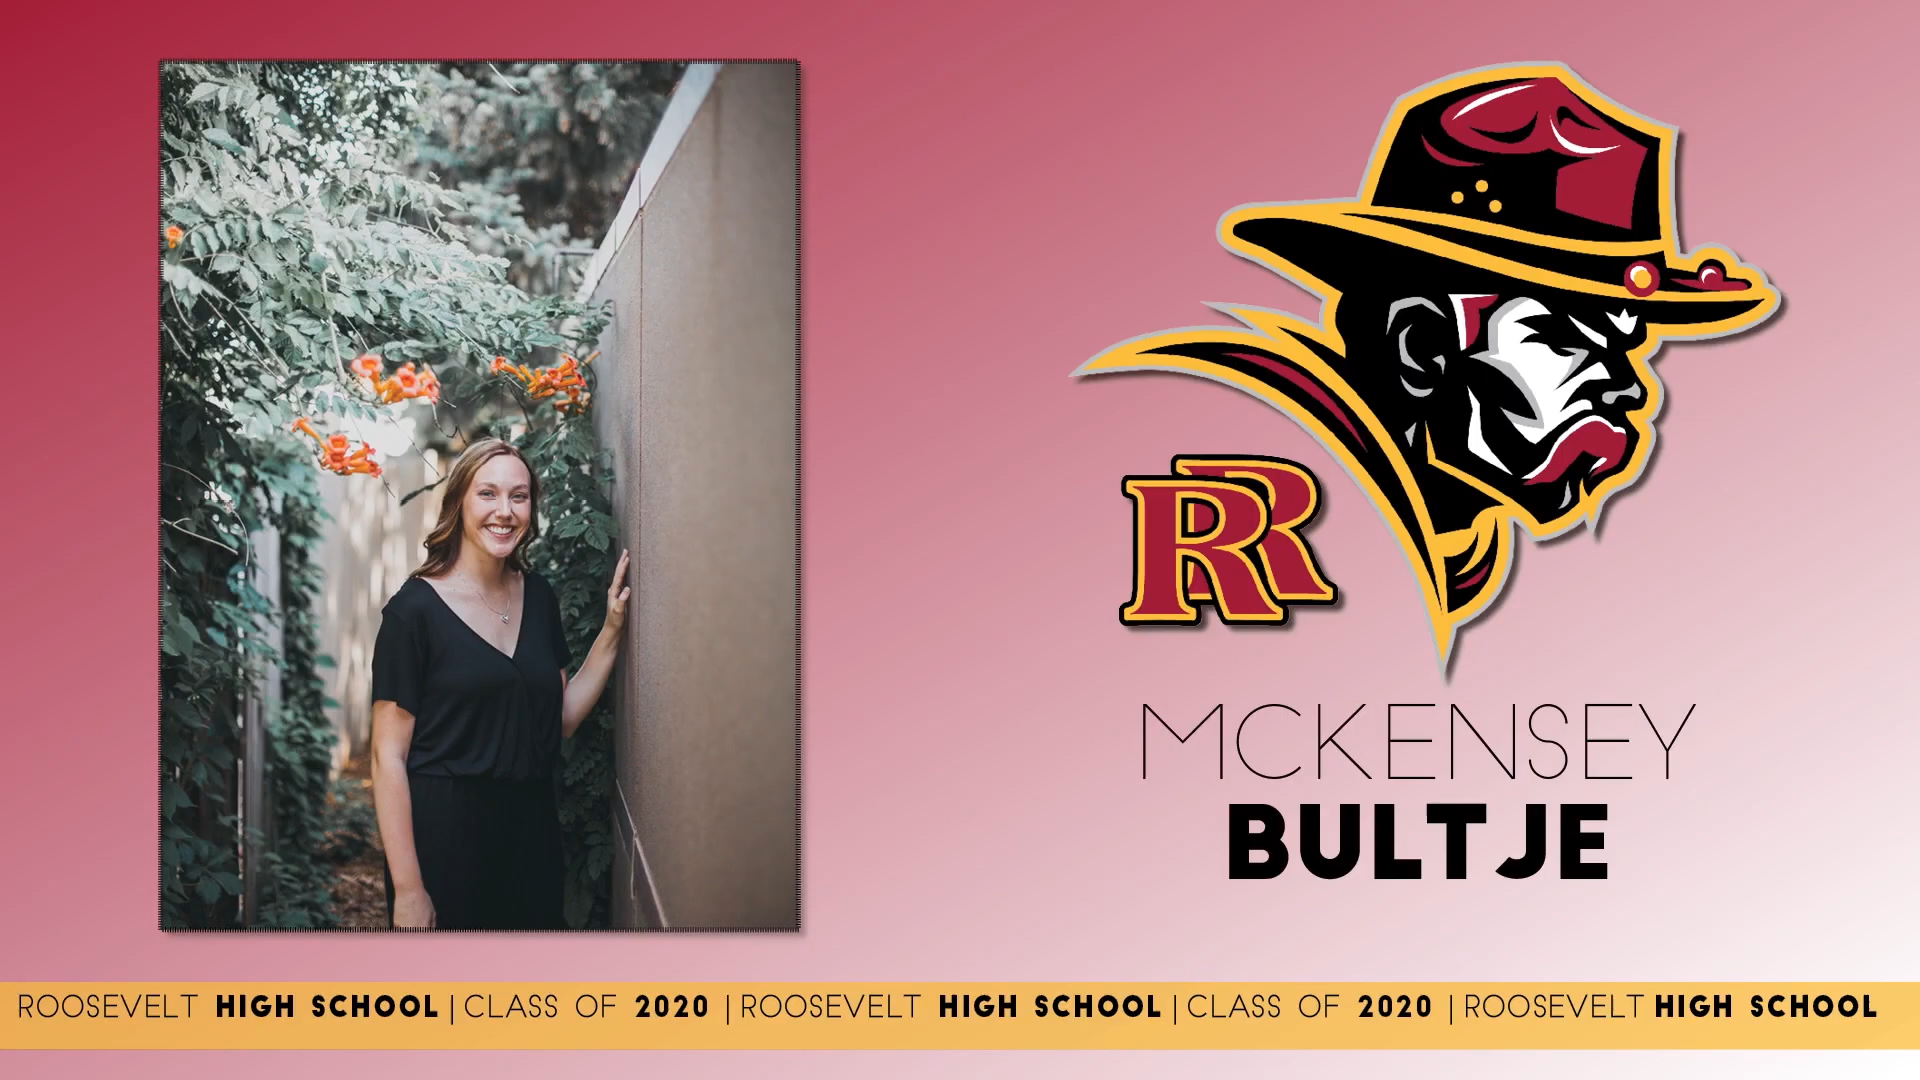 RR
MCKENSEY
BULTJE
ROOSEVELT HIGH SCHOOL | CLASS OF 2020 | ROOSEVELT HIGH SCHOOL | CLASS OF 2020 | ROOSEVELT HIGH SCHOOL